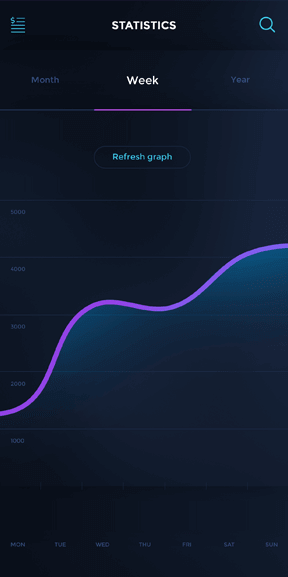 STATISTICS
Month Week Year
Refresh graph
5000
4000
3000
2000
1000
MON TUE WED THU FRI SAT SUN